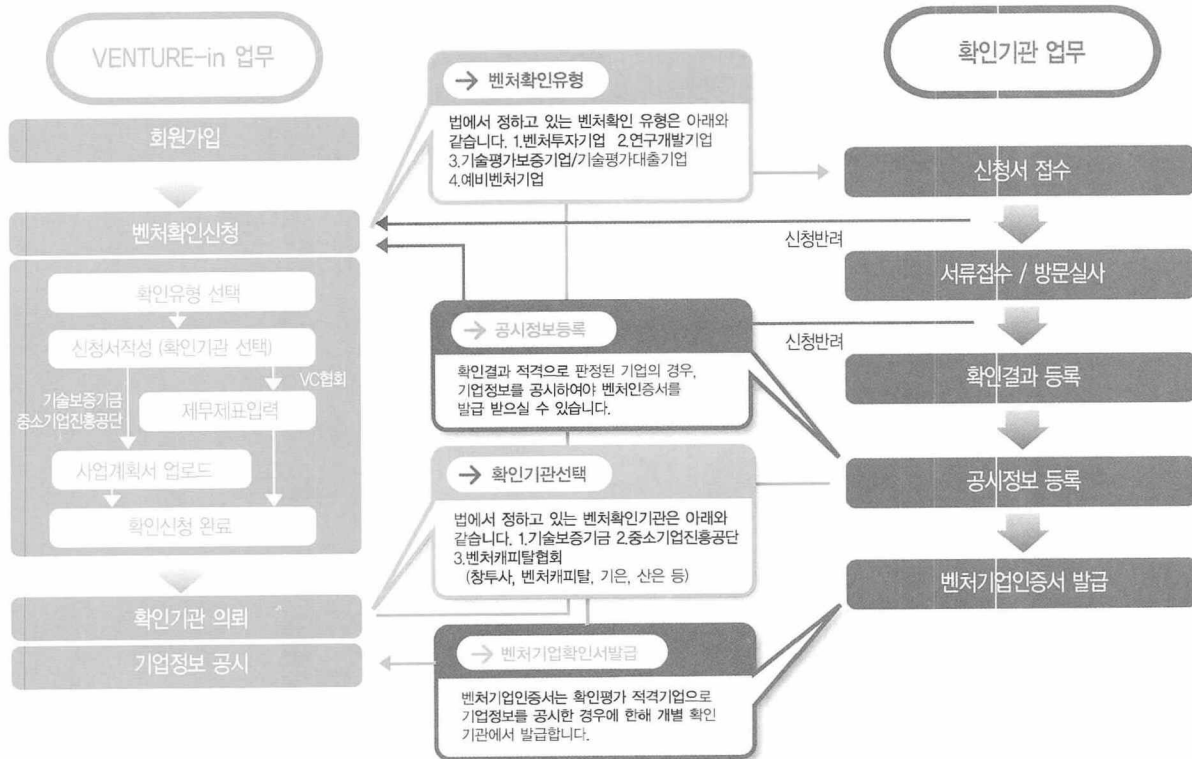 VENTURE-in 업무
회원가입
벤처확인신청
확인유형 선택
신청서작성 (확인기관 선택)
VC협회
기술보증기금
중소기업진흥공단
재무제표입력
사업계획서 업로드
확인신청 완료
확인기관 의뢰
기업정보 공시
→ 벤처확인유형
법에서 정하고 있는 벤처확인 유형은 아래와
같습니다. 1.벤처투자기업 2.연구개발기업
3.기술평가보증기업/기술평가대출기업
4.예비벤처기업
신청반려
→ 공시정보등록
확인결과 적격으로 판정된 기업의 경우,
기업정보를 공시하여야 벤처인증서를
발급 받으실 수 있습니다.
신청반려
→ 확인기관선택
법에서 정하고 있는 벤처확인기관은 아래와
같습니다. 1.기술보증기금 2.중소기업진흥공단
3.벤처캐피탈협회
(창투사, 벤처캐피탈, 기은, 산은 등)
→ 벤처기업확인서발급
벤처기업인증서는 확인평가 적격기업으로
기업정보를 공시한 경우에 한해 개별 확인
기관에서 발급합니다.
확인기관 업무
신청서 접수
서류접수 / 방문실사
확인결과 등록
공시정보 등록
벤처기업인증서 발급